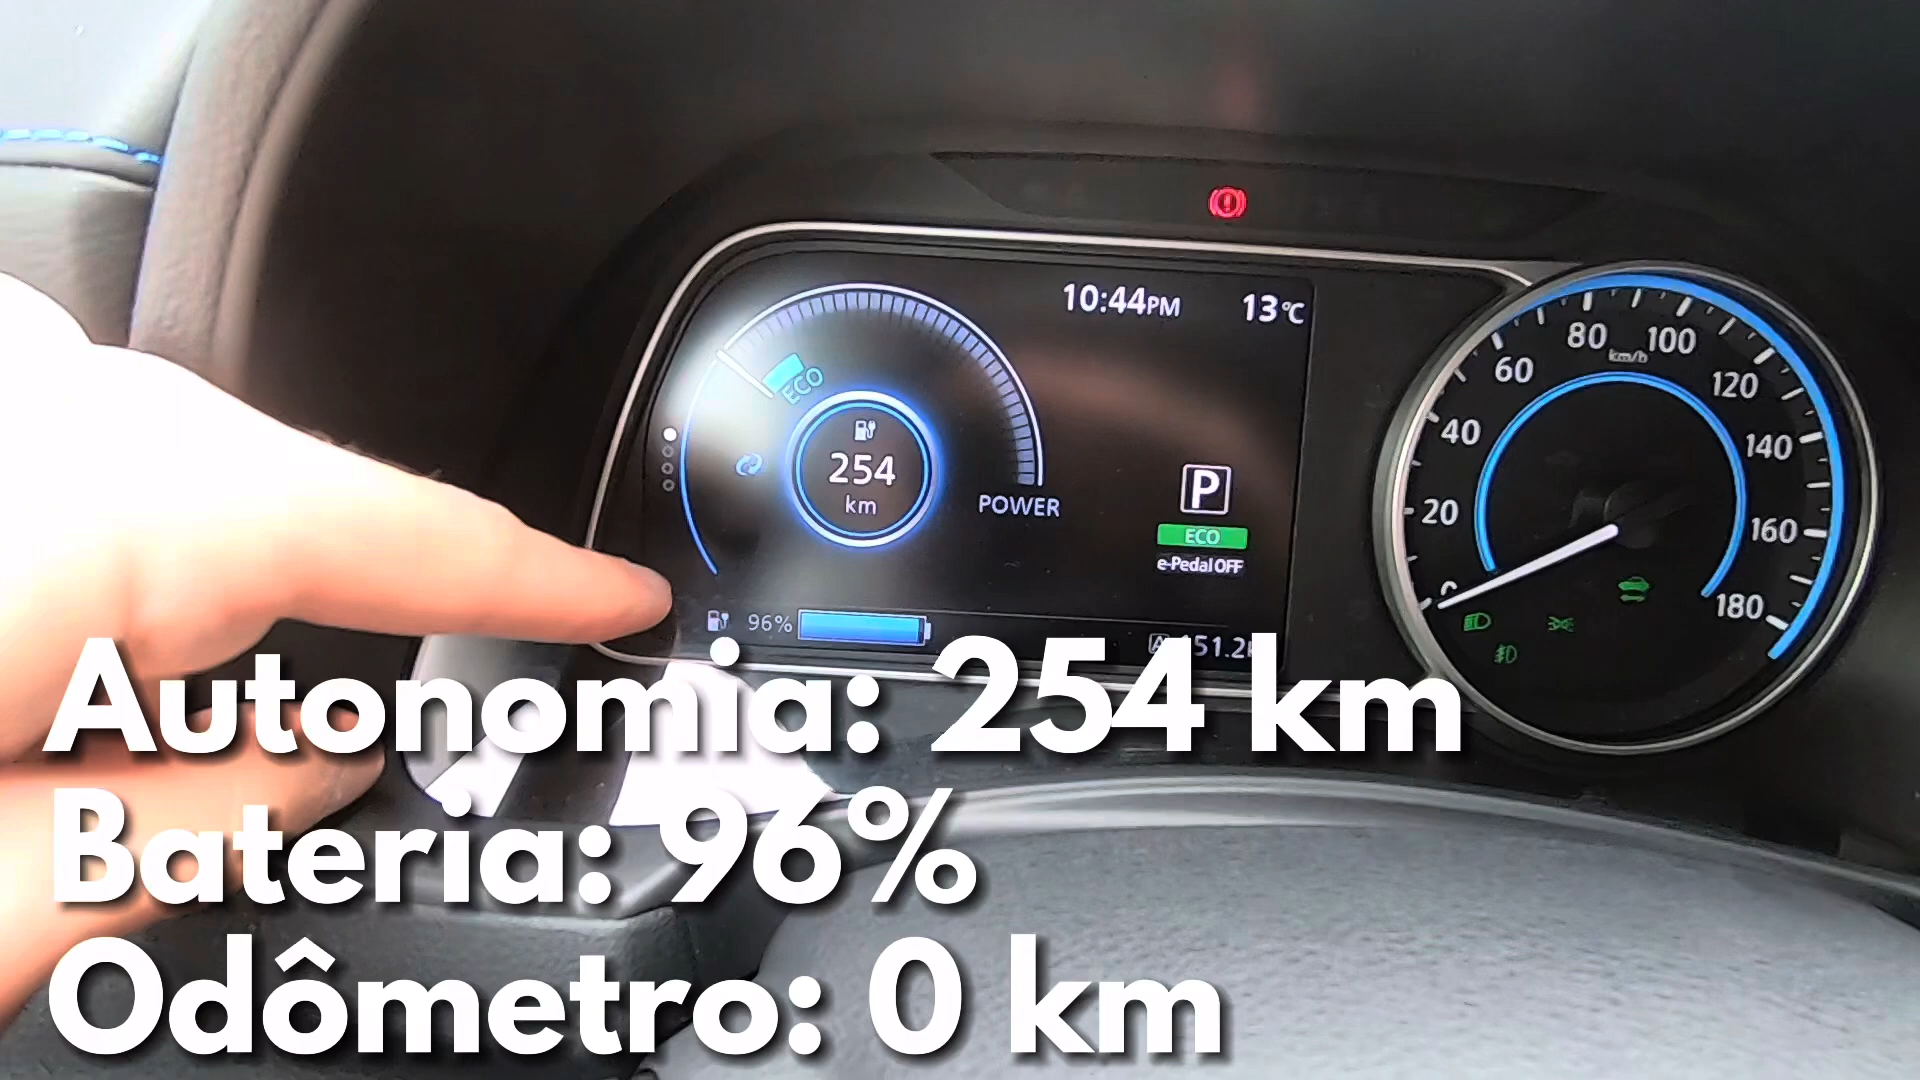 10:44PM 13°C
ECO
254
km
POWER
P
ECO
e-Pedal OFF
96%
0 20 40 60 80 100 120 140 160 180
km/h
Autonomia: 254 km
Bateria: 96%
Odômetro: 0 km